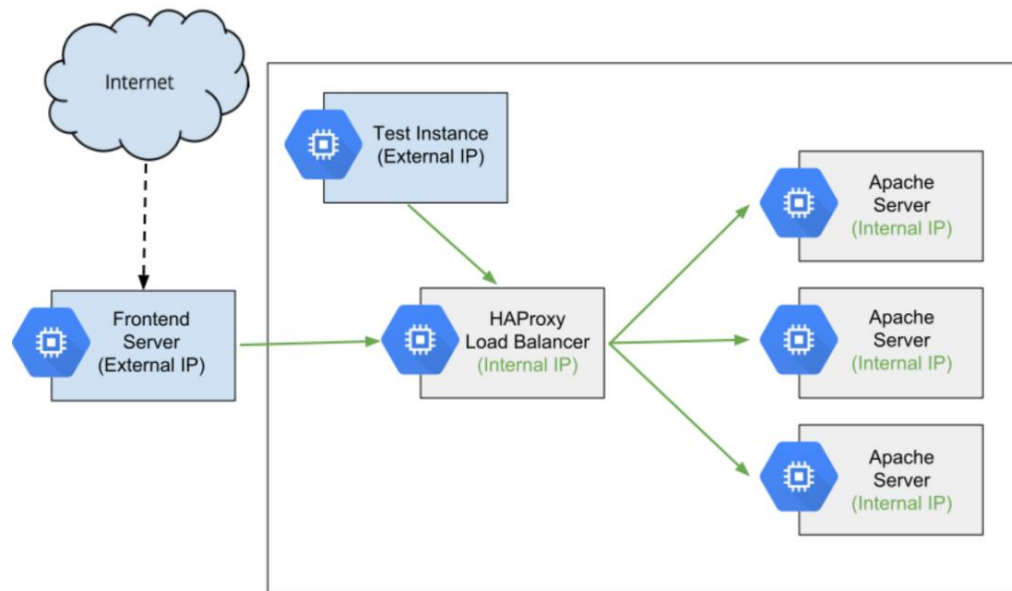 Internet
Test Instance
(External IP)
Frontend
Server
(External IP)
HAProxy
Load Balancer
(Internal IP)
Apache
Server
(Internal IP)
Apache
Server
(Internal IP)
Apache
Server
(Internal IP)